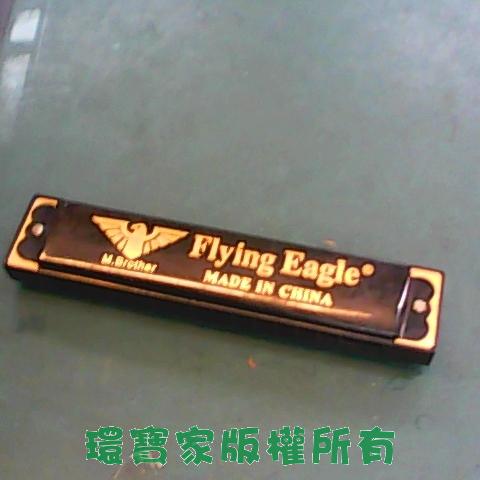 Flying Eagle®
M.Brother
MADE IN CHINA
環寶家版權所有